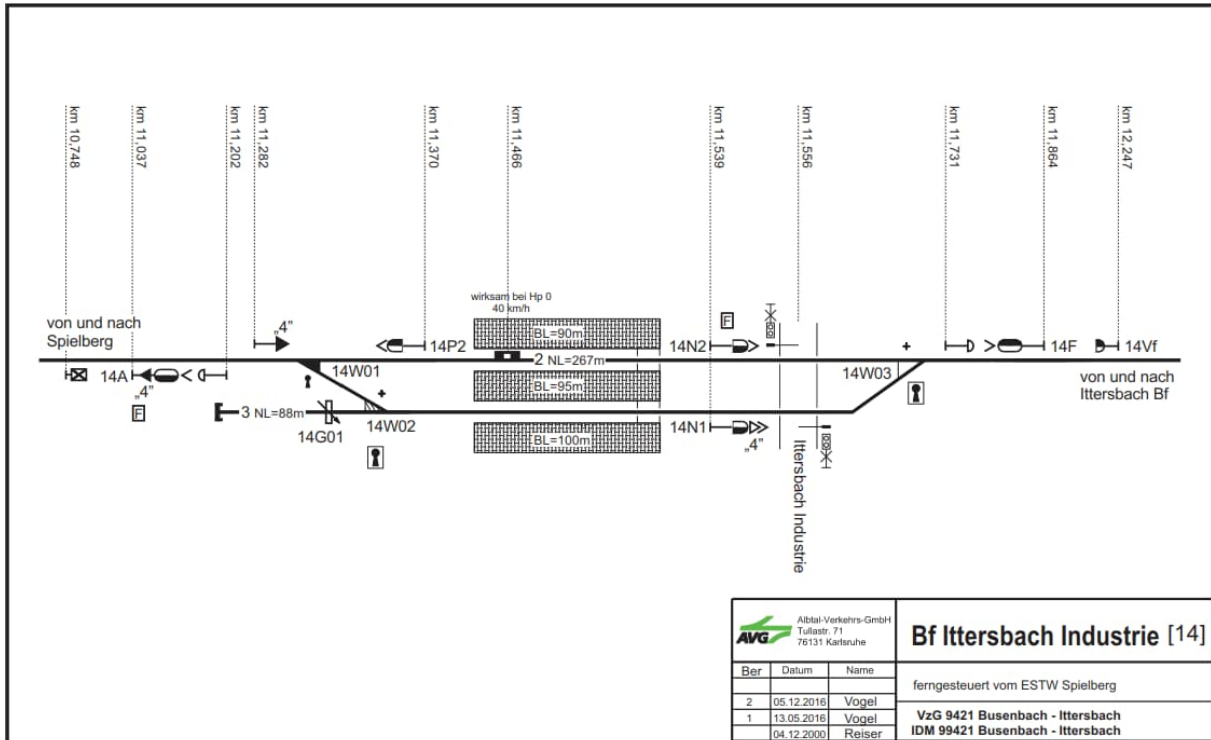 km 10,748
km 11,037
km 11,202
km 11,282
km 11,370
km 11,466
km 11,539
km 11,556
km 11,731
km 11,864
km 12,247
wirksam bei Hp 0
40 km/h
von und nach
Spielberg
„4”
14P2
BL=90m
F
14N2
14F
14Vf
2 NL=267m
14A
„4”
F
14W01
BL=95m
14W03
von und nach
Ittersbach Bf
3 NL=88m
14G01
14W02
BL=100m
14N1
„4”
Ittersbach Industrie
AVG
Albtal-Verkehrs-GmbH
Tullastr. 71
76131 Karlsruhe
Bf Ittersbach Industrie [14]
Ber Datum Name
ferngesteuert vom ESTW Spielberg
2 05.12.2016 Vogel
1 13.05.2016 Vogel
04.12.2000 Reiser
VzG 9421 Busenbach - Ittersbach
IDM 99421 Busenbach - Ittersbach